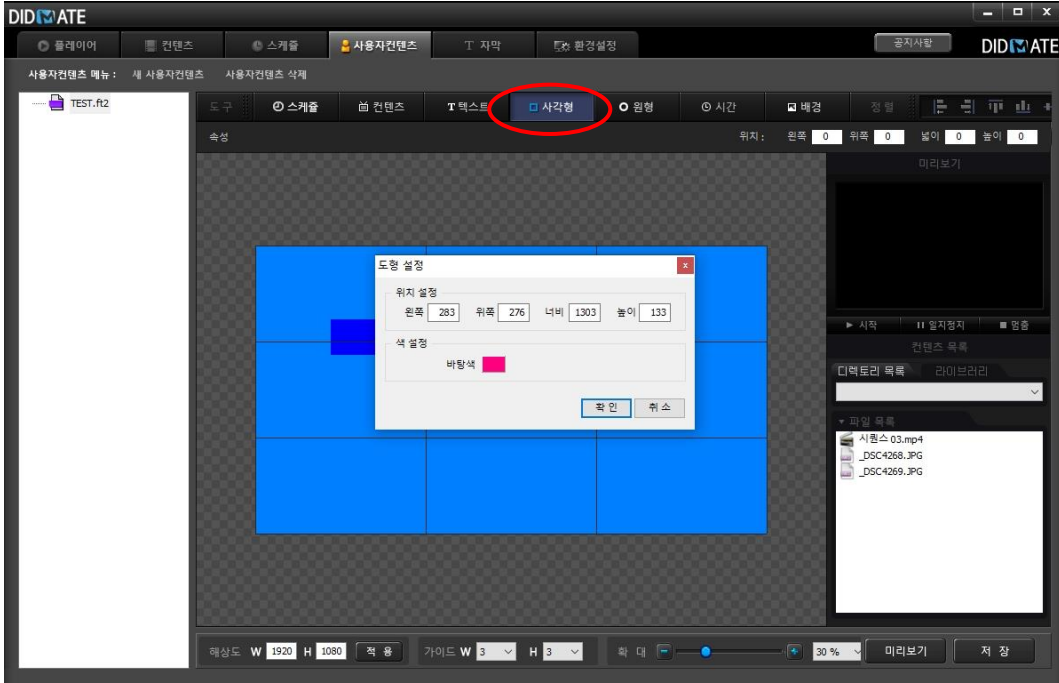 DIDMATE
플레이어 컨텐츠 스케줄 사용자컨텐츠 T 자막 환경설정 공지사항 DIDMATE
사용자컨텐츠 메뉴 : 새 사용자컨텐츠 사용자컨텐츠 삭제
TEST.ft2
도구 스케줄 컨텐츠 T 텍스트 사각형 원형 시간 배경 정렬
속성 위치 : 왼쪽 0 위쪽 0 넓이 0 높이 0
미리보기
도형 설정 x
위치 설정
왼쪽 283 위쪽 276 너비 1303 높이 133
색 설정
바탕색
확인 취소
시작 일지정지 멈춤
컨텐츠 목록
디렉토리 목록 라이브러리
파일 목록
시퀀스 03.mp4
_DSC4268.JPG
_DSC4269.JPG
해상도 W 1920 H 1080 적 용 가이드 W 3 H 3 확 대 30 % 미리보기 저 장